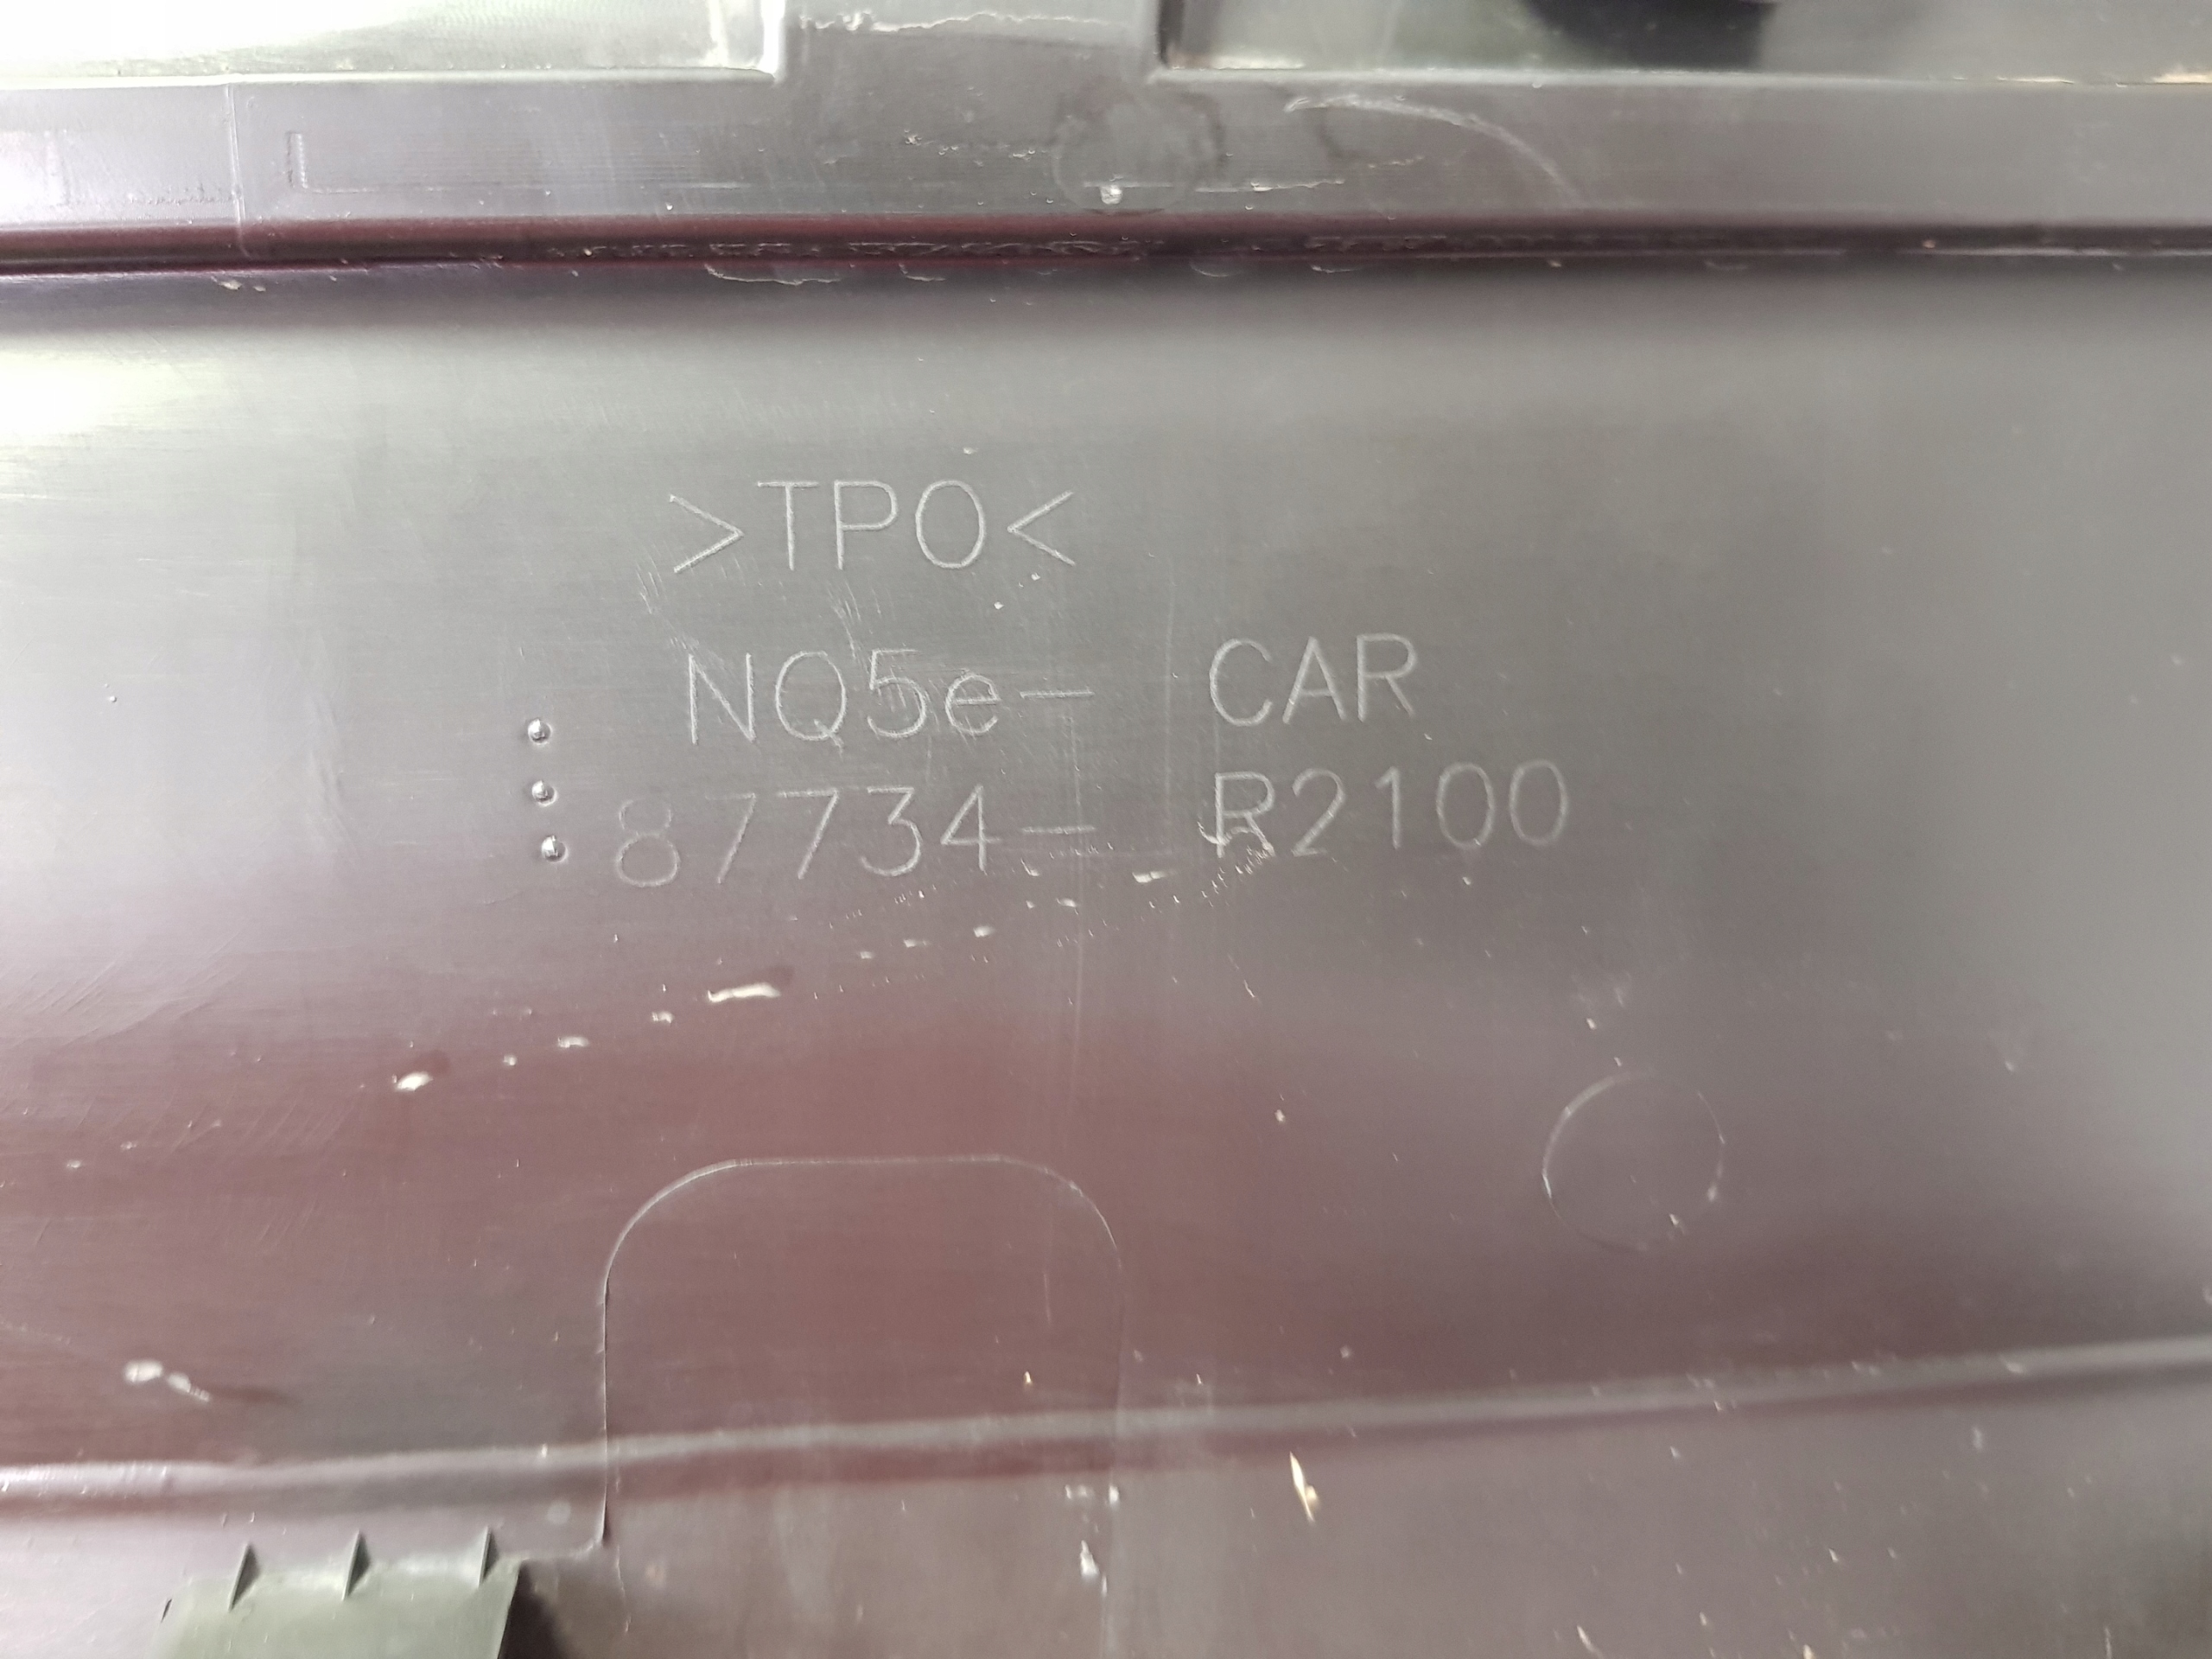 >TPO<
NQ5e- CAR
87734- R2100